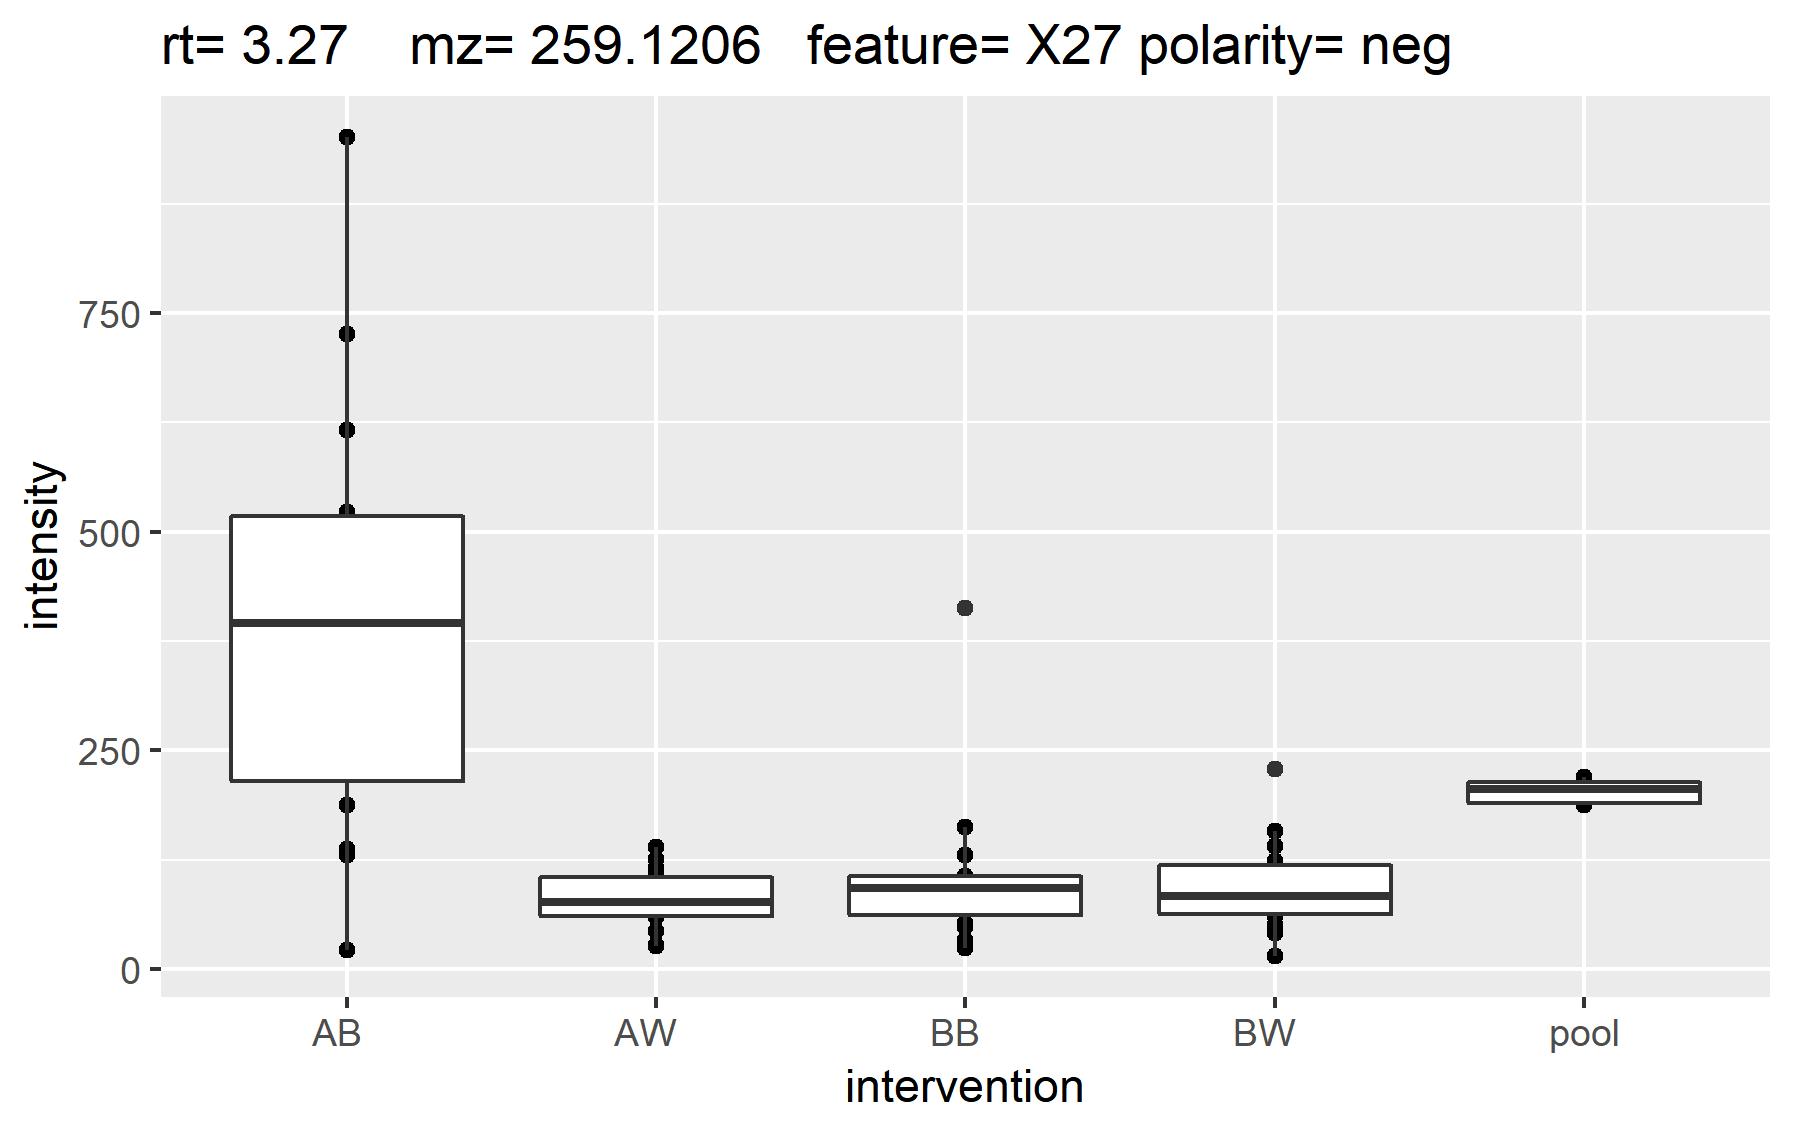 rt= 3.27 mz= 259.1206 feature= X27 polarity= neg
intensity
750
500
250
0
AB AW BB BW pool
intervention